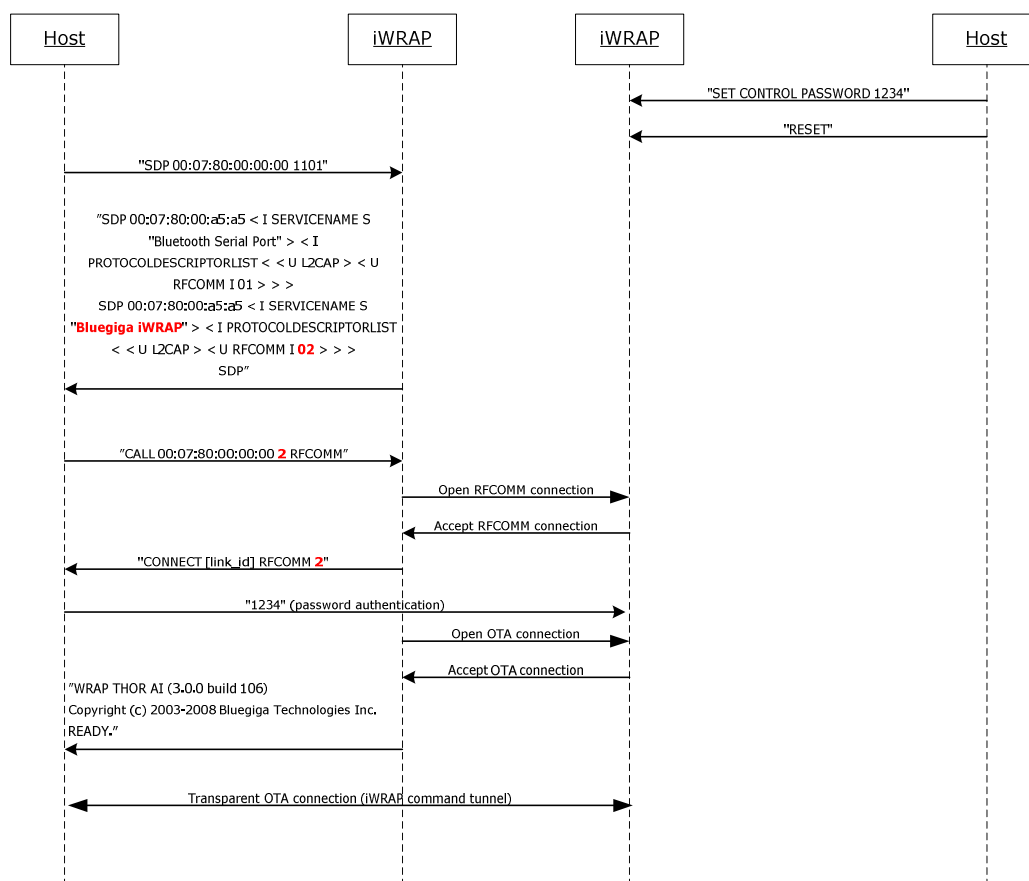 Host
iWRAP
iWRAP
Host
"SET CONTROL PASSWORD 1234"
"RESET"
"SDP 00:07:80:00:00:00 1101"
"SDP 00:07:80:00:a5:a5 < I SERVICENAME S
"Bluetooth Serial Port" > < I
PROTOCOLDESCRIPTORLIST < < U L2CAP > < U
RFCOMM I 01 > > >
SDP 00:07:80:00:a5:a5 < I SERVICENAME S
"Bluegiga iWRAP" > < I PROTOCOLDESCRIPTORLIST
< < U L2CAP > < U RFCOMM I 02 > > >
SDP"
"CALL 00:07:80:00:00:00 2 RFCOMM"
Open RFCOMM connection
Accept RFCOMM connection
"CONNECT [link_id] RFCOMM 2"
"1234" (password authentication)
Open OTA connection
Accept OTA connection
"WRAP THOR AI (3.0.0 build 106)
Copyright (c) 2003-2008 Bluegiga Technologies Inc.
READY."
Transparent OTA connection (iWRAP command tunnel)